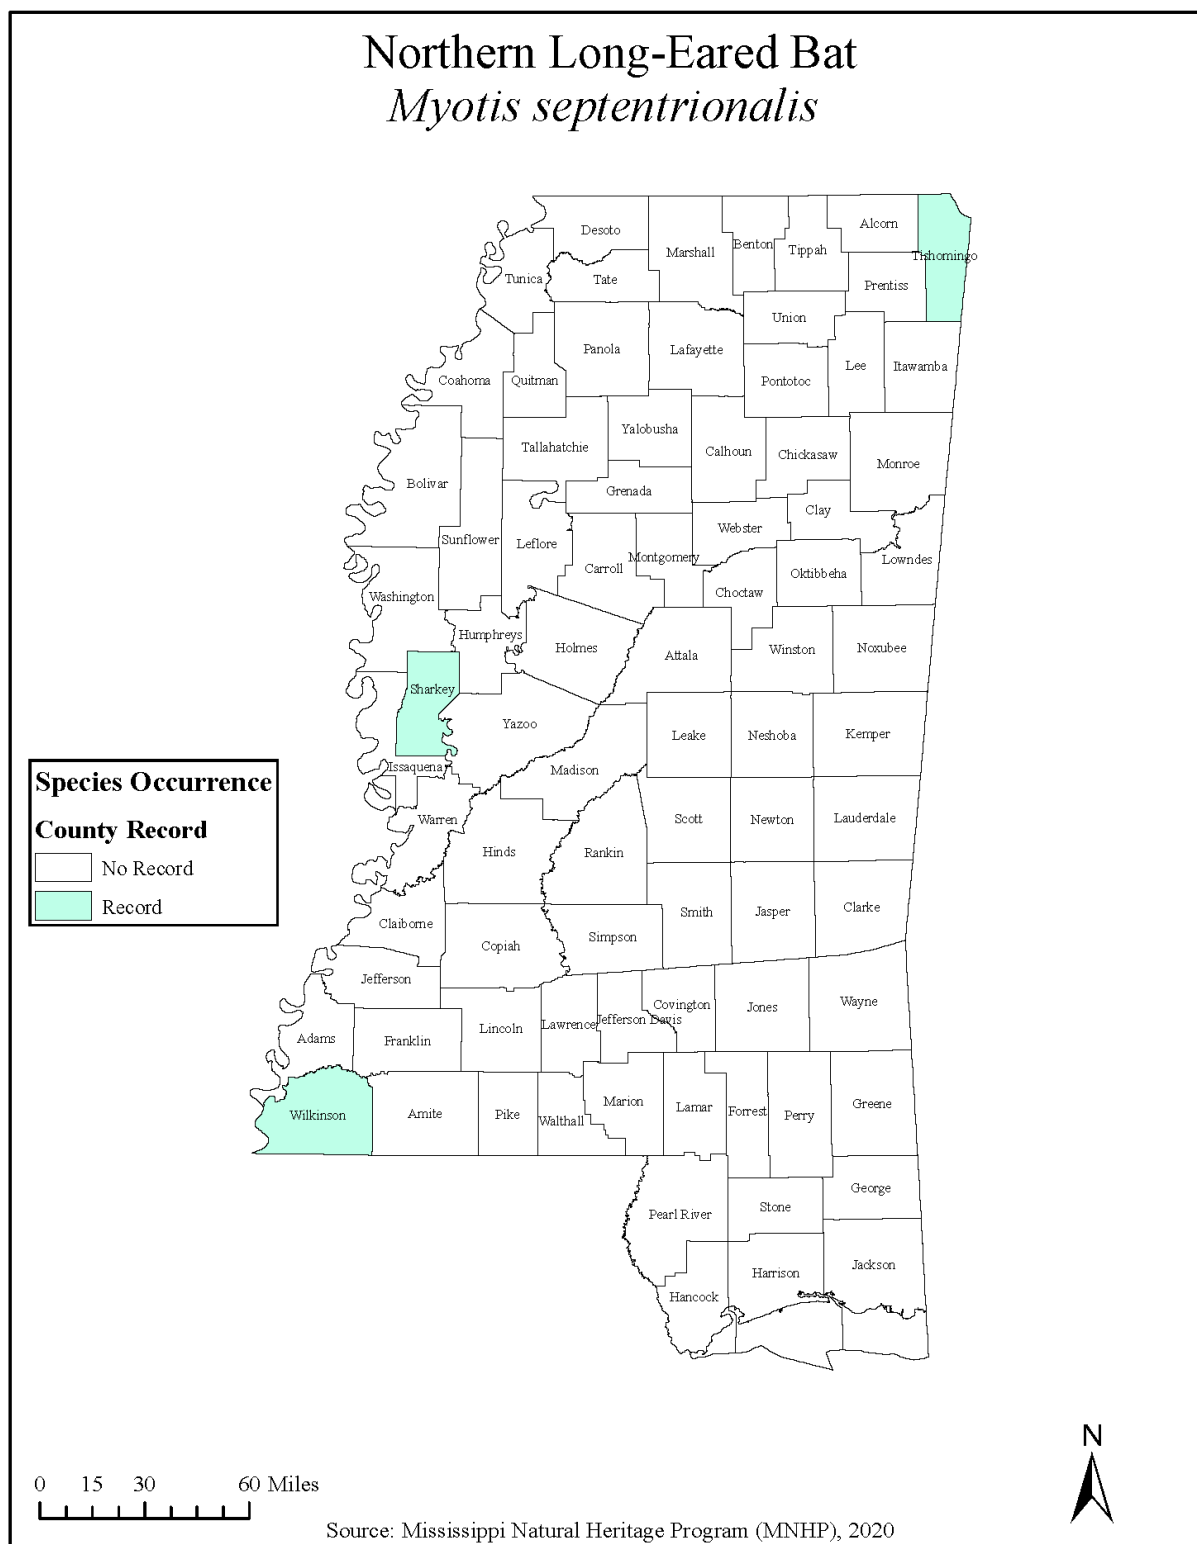 Northern Long-Eared Bat
Myotis septentrionalis
Desoto
Marshall
Benton
Tippah
Alcorn
Tishomingo
Tunica
Tate
Prentiss
Union
Panola
Lafayette
Lee
Itawamba
Coahoma
Quitman
Pontotoc
Yalobusha
Tallahatchie
Calhoun
Chickasaw
Monroe
Bolivar
Grenada
Clay
Webster
Sunflower
Leflore
Carroll
Montgomery
Lowndes
Oktibbeha
Choctaw
Washington
Humphreys
Holmes
Attala
Winston
Noxubee
Sharkey
Yazoo
Leake
Neshoba
Kemper
Issaquena
Madison
Warren
Scott
Newton
Lauderdale
Hinds
Rankin
Smith
Jasper
Clarke
Claiborne
Copiah
Simpson
Jefferson
Covington
Jones
Wayne
Adams
Franklin
Lincoln
Lawrence
Jefferson Davis
Wilkinson
Amite
Pike
Walthall
Marion
Lamar
Forrest
Perry
Greene
George
Pearl River
Stone
Jackson
Harrison
Hancock
Species Occurrence
County Record
No Record
Record
N
0 15 30 60 Miles
Source: Mississippi Natural Heritage Program (MNHP), 2020